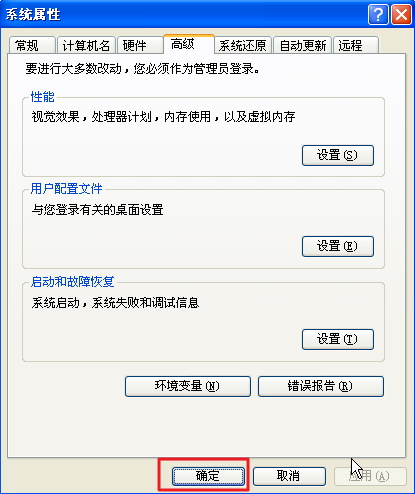 系统属性
常规 计算机名 硬件 高级 系统还原 自动更新 远程
要进行大多数改动，您必须作为管理员登录。
性能
视觉效果，处理器计划，内存使用，以及虚拟内存
设置(S)
用户配置文件
与您登录有关的桌面设置
设置(E)
启动和故障恢复
系统启动，系统失败和调试信息
设置(T)
环境变量(N) 错误报告(R)
确定 取消 应用(A)